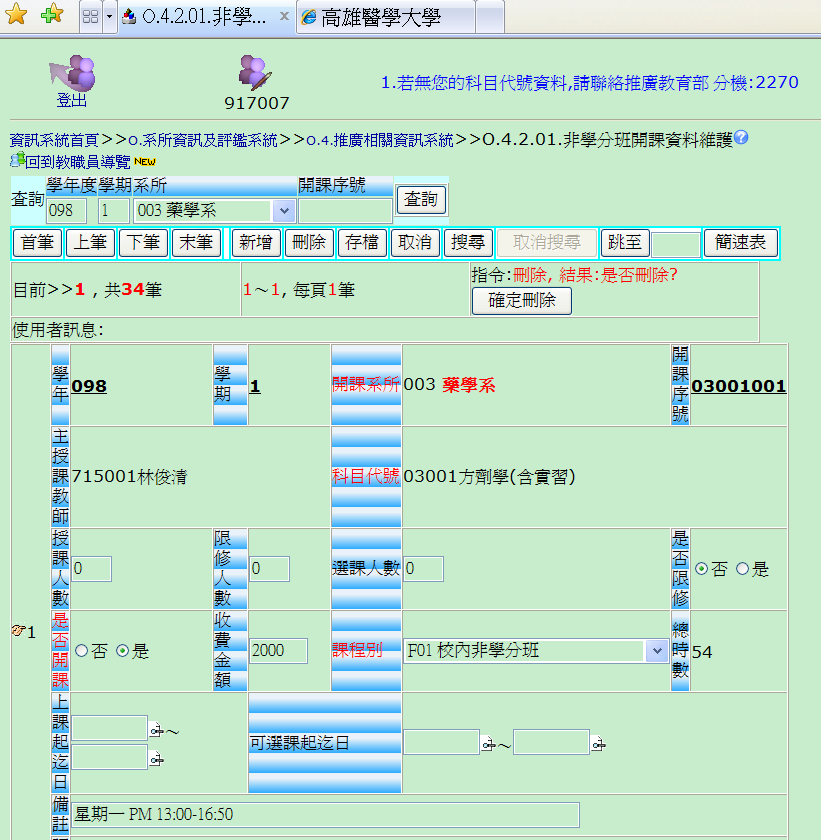 O.4.2.01.非學... × 高雄醫學大學
登出
917007
1.若無您的科目代號資料,請聯絡推廣教育部 分機:2270
資訊系統首頁>>O.系所資訊及評鑑系統>>O.4.推廣相關資訊系統>>O.4.2.01.非學分班開課資料維護
回到教職員導覽 NEW
查詢 學年度 學期 系所 開課序號
098 1 003 藥學系 查詢
首筆 上筆 下筆 末筆 新增 刪除 存檔 取消 搜尋 取消搜尋 跳至 簡速表
目前>>1 , 共34筆 1～1, 每頁1筆 指令:刪除, 結果:是否刪除?
確定刪除
使用者訊息:
學年 098 學期 1 開課系所 003 藥學系 開課序號 03001001
主授課教師 715001林俊清 科目代號 03001方劑學(含實習)
授課人數 0 限修人數 0 選課人數 0 是否限修 否 是
1 是否開課 否 是 收費金額 2000 課程別 F01 校內非學分班 總時數 54
上課起迄日 ～ 可選課起迄日 ～
備註 星期一 PM 13:00-16:50